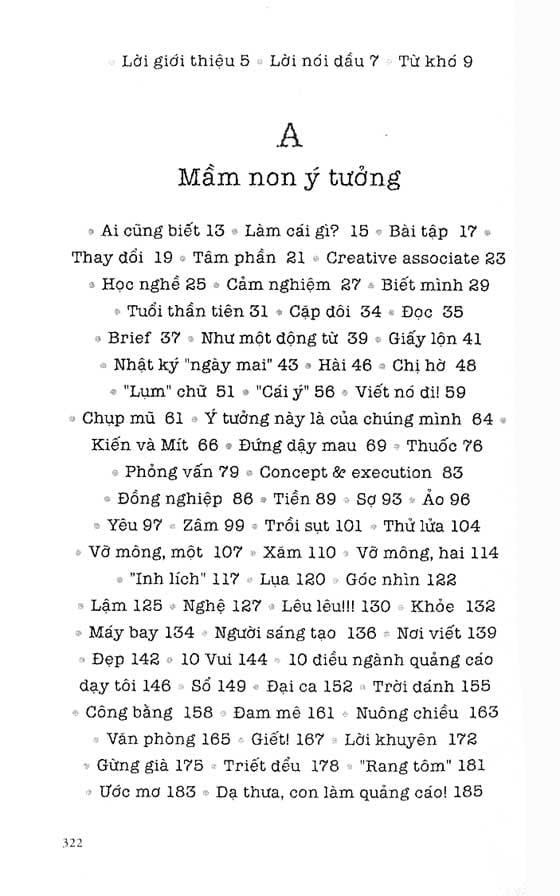 Lời giới thiệu 5 • Lời nói đầu 7 • Từ khó 9
A
Mầm non ý tưởng
• Ai cũng biết 13 • Làm cái gì? 15 • Bài tập 17 •
Thay đổi 19 • Tâm phần 21 • Creative associate 23
• Học nghề 25 • Cảm nghiệm 27 • Biết mình 29
• Tuổi thần tiên 31 • Cặp đôi 34 • Đọc 35
• Brief 37 • Như một động từ 39 • Giấy lộn 41
• Nhật ký "ngày mai" 43 • Hài 46 • Chị hờ 48
• "Lụm" chữ 51 • "Cái ý" 56 • Viết nó đi! 59
• Chụp mũ 61 • Ý tưởng này là của chúng mình 64 •
Kiến và Mít 66 • Đứng dậy mau 69 • Thuốc 76
• Phỏng vấn 79 • Concept & execution 83
• Đồng nghiệp 86 • Tiền 89 • Sợ 93 • Ảo 96
• Yêu 97 • Zâm 99 • Trồi sụt 101 • Thử lửa 104
• Vỡ mông, một 107 • Xăm 110 • Vỡ mông, hai 114
• "Inh lích" 117 • Lụa 120 • Góc nhìn 122
• Lậm 125 • Nghệ 127 • Lêu lêu!!! 130 • Khỏe 132
• Máy bay 134 • Người sáng tạo 136 • Nơi viết 139
• Đẹp 142 • 10 Vui 144 • 10 điều ngành quảng cáo
dạy tôi 146 • Sổ 149 • Đại ca 152 • Trời đánh 155
• Công bằng 158 • Đam mê 161 • Nuông chiều 163
• Văn phòng 165 • Giết! 167 • Lời khuyên 172
• Gừng già 175 • Triết đểu 178 • "Rang tôm" 181
• Ước mơ 183 • Dạ thưa, con làm quảng cáo! 185
322